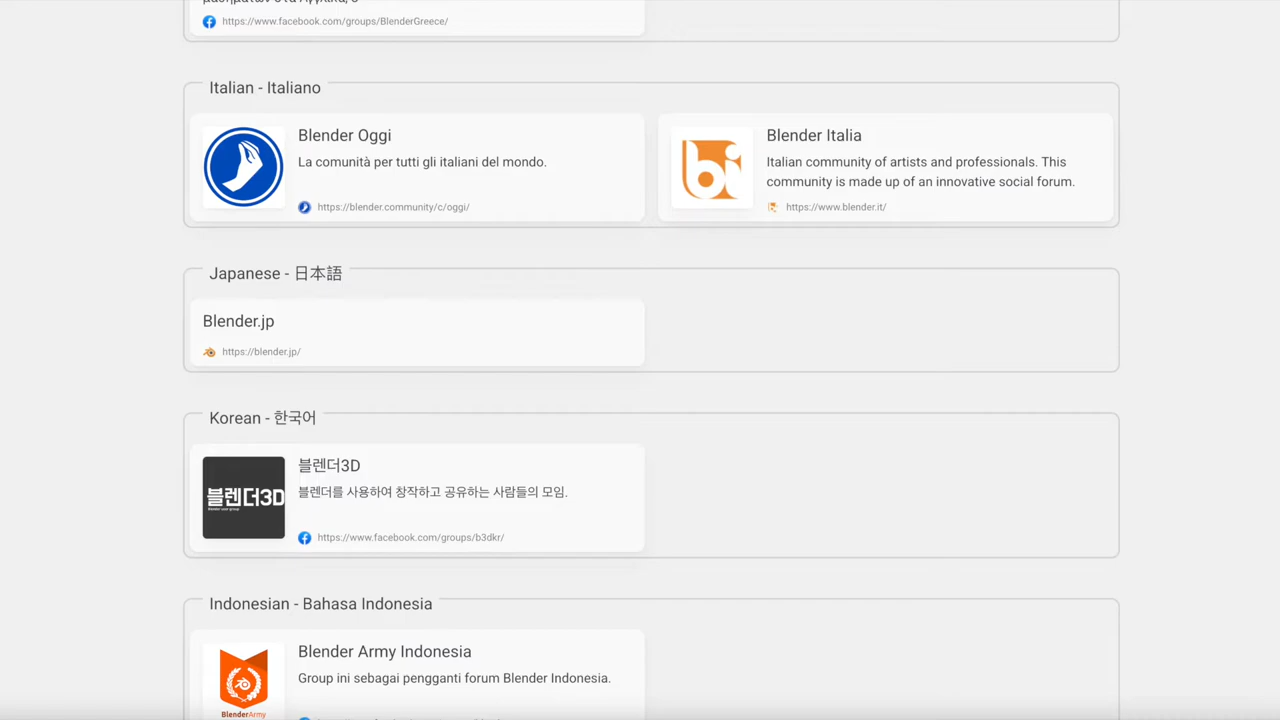 https://www.facebook.com/groups/BlenderGreece/
Italian - Italiano
Blender Oggi
La comunità per tutti gli italiani del mondo.
https://blender.community/c/oggi/
bi
Blender Italia
Italian community of artists and professionals. This
community is made up of an innovative social forum.
https://www.blender.it/
Japanese - 日本語
Blender.jp
https://blender.jp/
Korean - 한국어
블렌더3D
Blender user group
블렌더3D
블렌더를 사용하여 창작하고 공유하는 사람들의 모임.
https://www.facebook.com/groups/b3dkr/
Indonesian - Bahasa Indonesia
BlenderArmy
Blender Army Indonesia
Group ini sebagai pengganti forum Blender Indonesia.